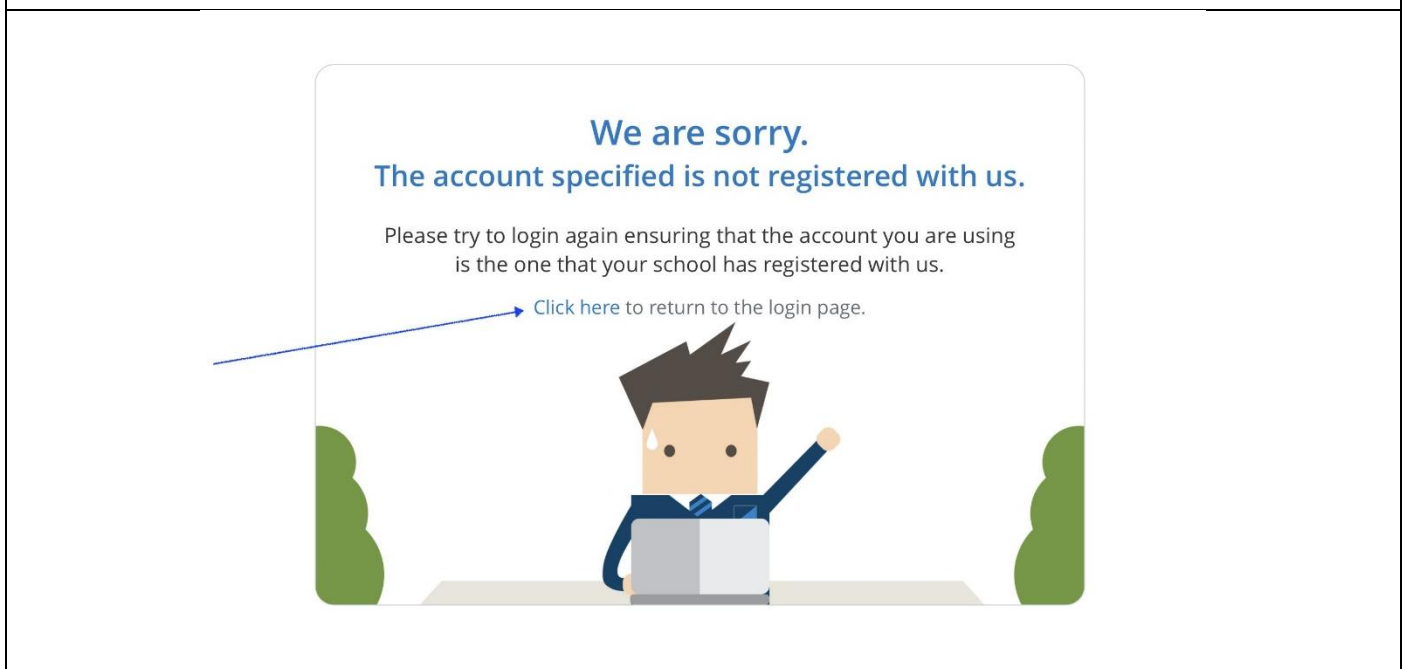 We are sorry.
The account specified is not registered with us.
Please try to login again ensuring that the account you are using
is the one that your school has registered with us.
Click here to return to the login page.